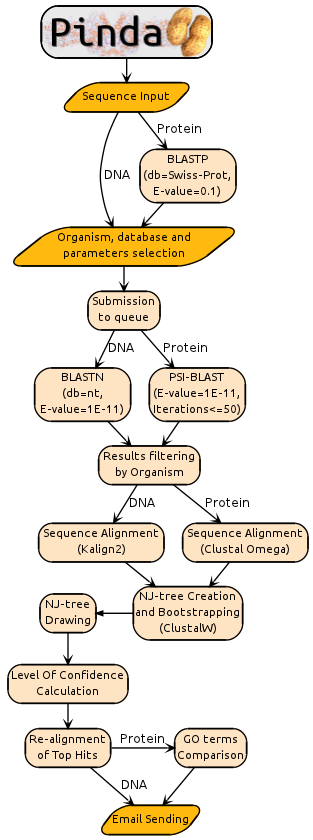 Pinda
Sequence Input
Protein
BLASTP
(db=Swiss-Prot,
E-value=0.1)
DNA
Organism, database and
parameters selection
Submission
to queue
DNA
Protein
BLASTN
(db=nt,
E-value=1E-11)
PSI-BLAST
(E-value=1E-11,
Iterations<=50)
Results filtering
by Organism
DNA
Protein
Sequence Alignment
(Kalign2)
Sequence Alignment
(Clustal Omega)
NJ-tree Creation
and Bootstrapping
(ClustalW)
NJ-tree
Drawing
Level Of Confidence
Calculation
Re-alignment
of Top Hits
Protein
GO terms
Comparison
DNA
Email Sending